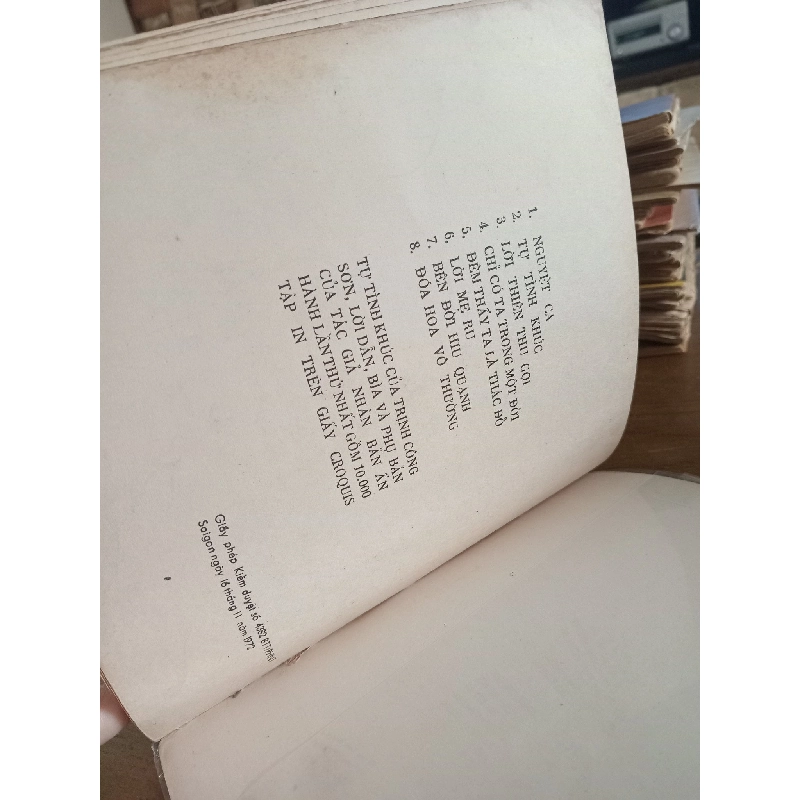 1. NGUYỆT CA
2. TỰ TÌNH KHÚC
3. LỜI THIÊN THU GỌI
4. CHỈ CÓ TA TRONG MỘT ĐỜI
5. ĐÊM THẤY TA LÀ THÁC ĐỔ
6. LỜI MẸ RU
7. BÊN ĐỜI HIU QUẠNH
8. ĐÓA HOA VÔ THƯỜNG
TỰ TÌNH KHÚC CỦA TRỊNH CÔNG
SƠN, LỜI DẪN, BÌA VÀ PHỤ BẢN
CỦA TÁC GIẢ NHÂN BẢN ẤN
HÀNH LẦN THỨ NHẤT GỒM 10.000
TẬP IN TRÊN GIẤY CROQUIS
Giấy phép Kiểm duyệt số
Saigon ngày 16 tháng 11 năm 1972